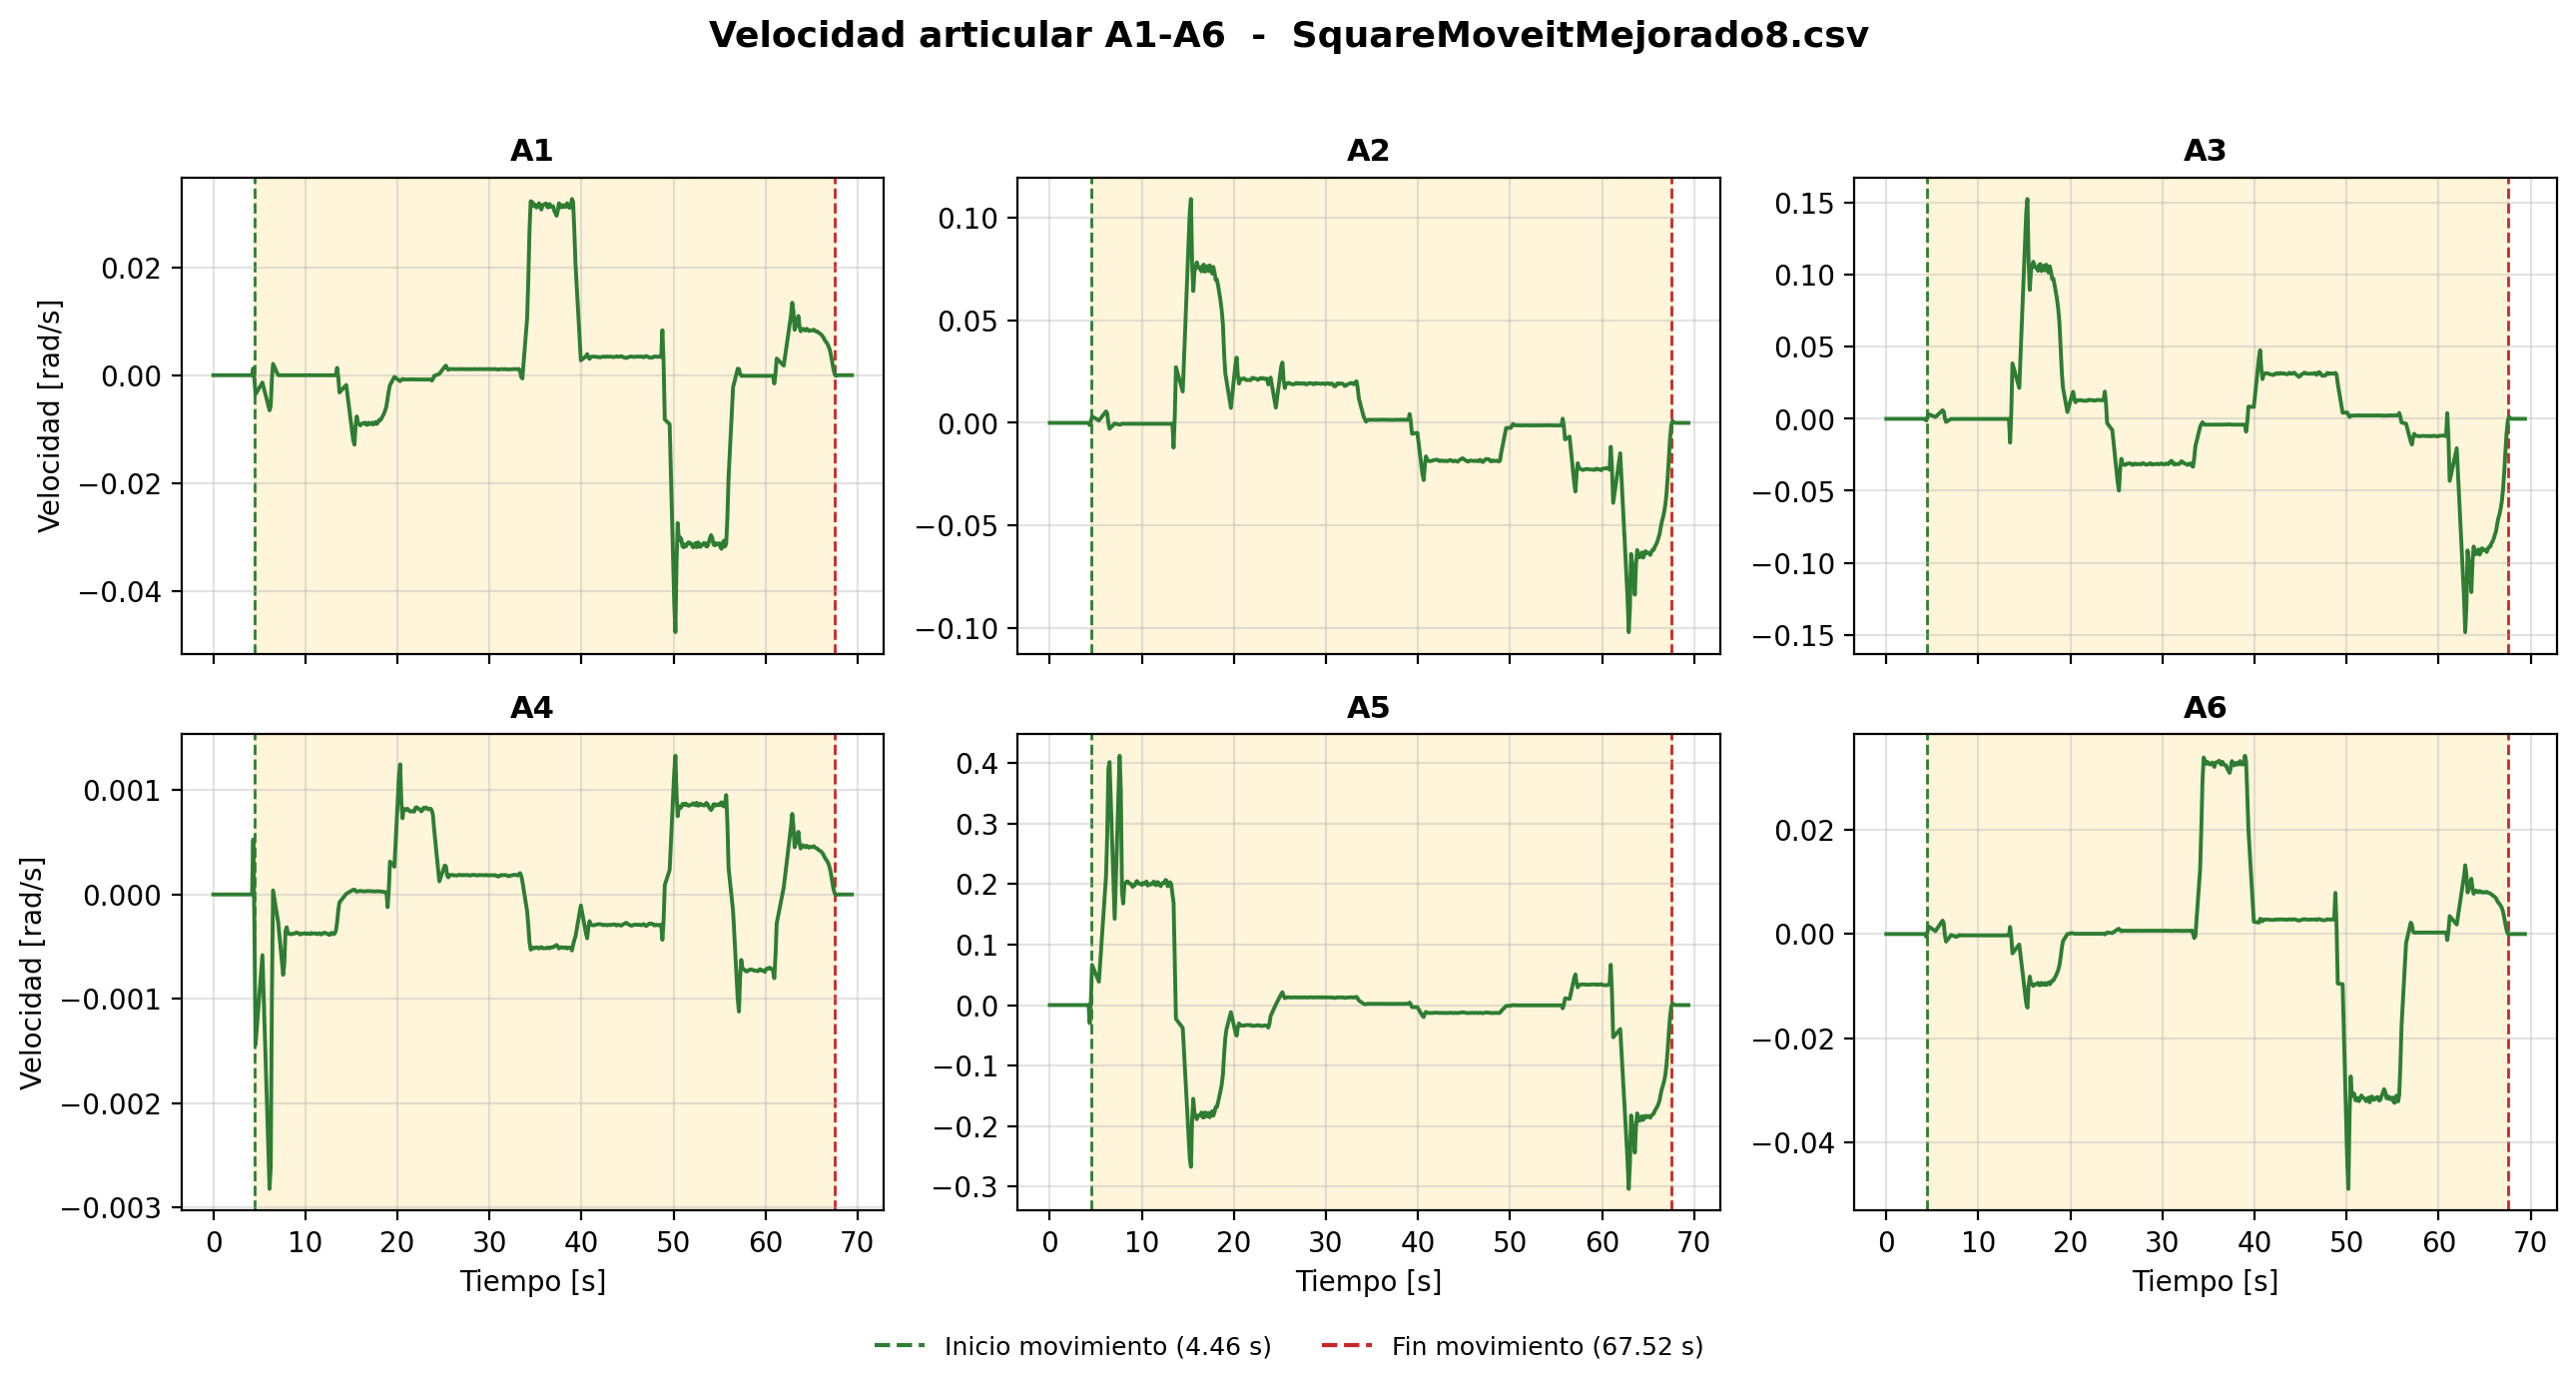 Velocidad articular A1-A6  -  SquareMoveitMejorado8.csv
A1
A2
A3
Velocidad [rad/s]
0.02
0.00
−0.02
−0.04
0.10
0.05
0.00
−0.05
−0.10
0.15
0.10
0.05
0.00
−0.05
−0.10
−0.15
A4
A5
A6
Velocidad [rad/s]
0.001
0.000
−0.001
−0.002
−0.003
0.4
0.3
0.2
0.1
0.0
−0.1
−0.2
−0.3
0.02
0.00
−0.02
−0.04
0 10 20 30 40 50 60 70
0 10 20 30 40 50 60 70
0 10 20 30 40 50 60 70
Tiempo [s]
Tiempo [s]
Tiempo [s]
Inicio movimiento (4.46 s)
Fin movimiento (67.52 s)